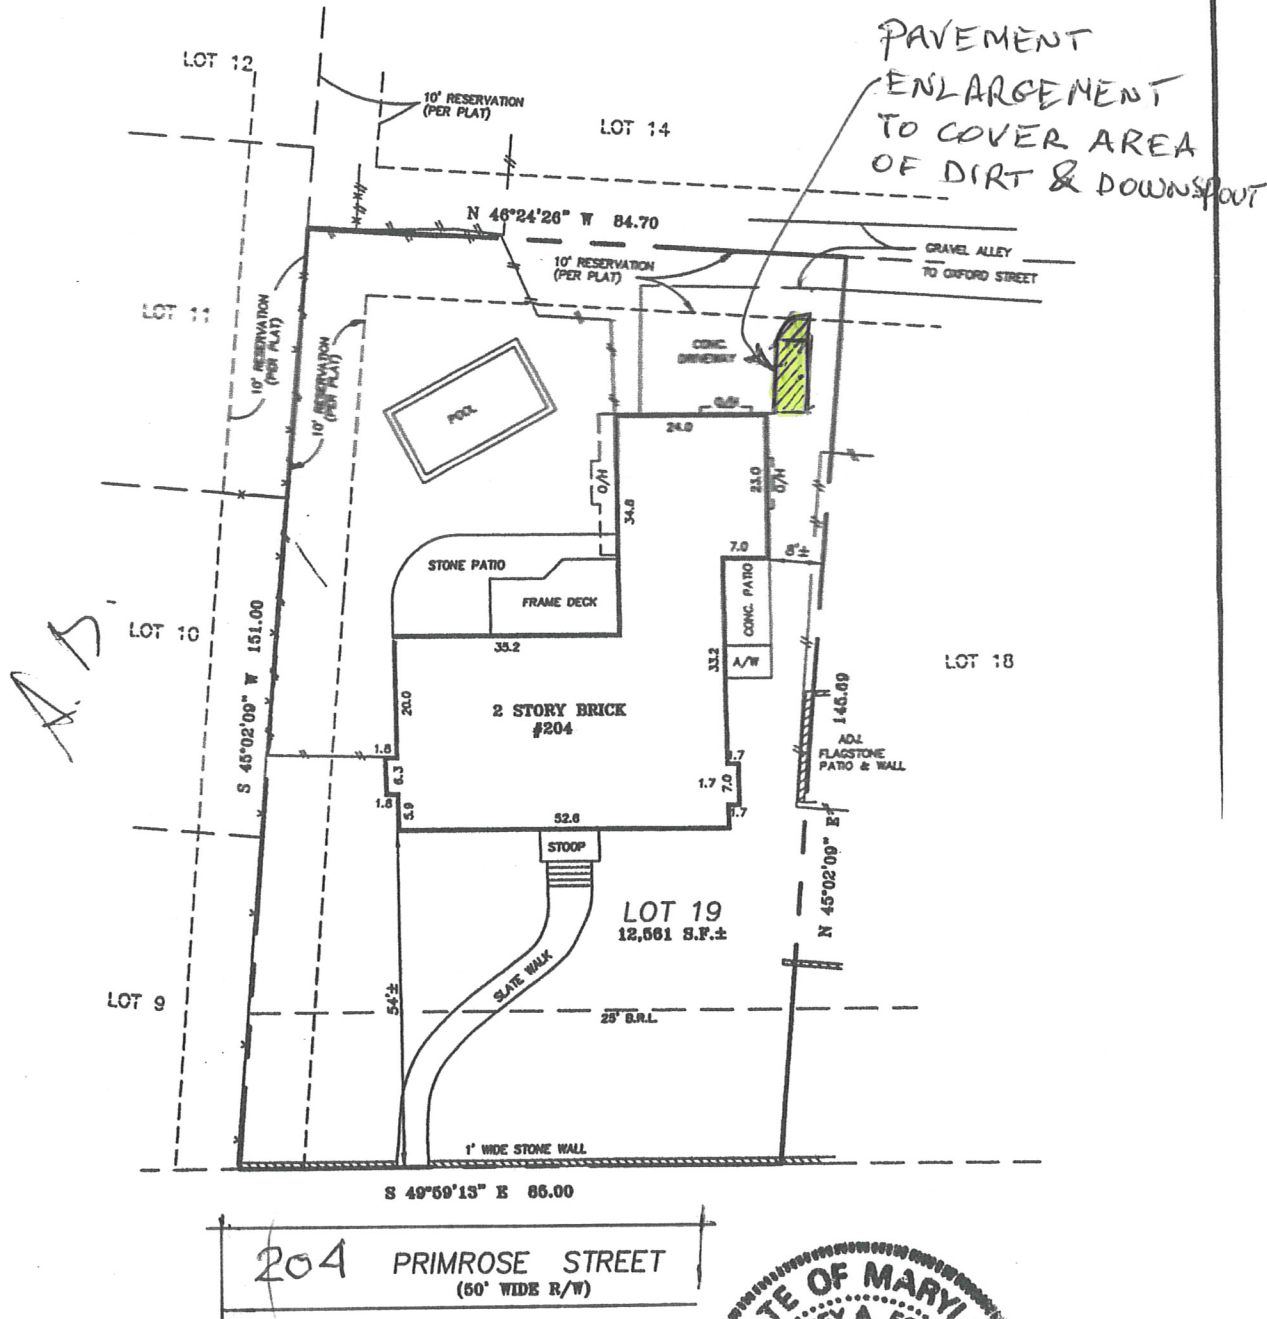 PAVEMENT
ENLARGEMENT
TO COVER AREA
OF DIRT & DOWNSPOUT
LOT 12
10' RESERVATION
(PER PLAT)
LOT 14
N 46°24'26" W 84.70
10' RESERVATION
(PER PLAT)
GRAVEL ALLEY
TO OXFORD STREET
LOT 11
10' RESERVATION
(PER PLAT)
10' RESERVATION
(PER PLAT)
CONC.
DRIVEWAY
POOL
O/H
24.0
O/H
34.8
23.0
O/H
7.0
8'±
STONE PATIO
FRAME DECK
CONC. PATIO
A/W
35.2
33.2
LOT 10
S 45°02'09" W 151.00
LOT 18
20.0
2 STORY BRICK
#204
145.69
ADJ.
FLAGSTONE
PATIO & WALL
1.8
6.3
1.8
5.9
1.7
1.7
7.0
1.7
52.6
STOOP
LOT 19
12,561 S.F.±
N 45°02'09" E
SLATE WALK
54'±
LOT 9
25' B.R.L.
1' WIDE STONE WALL
S 49°59'13" E 85.00
204 PRIMROSE STREET
(50' WIDE R/W)
TE OF MARYL